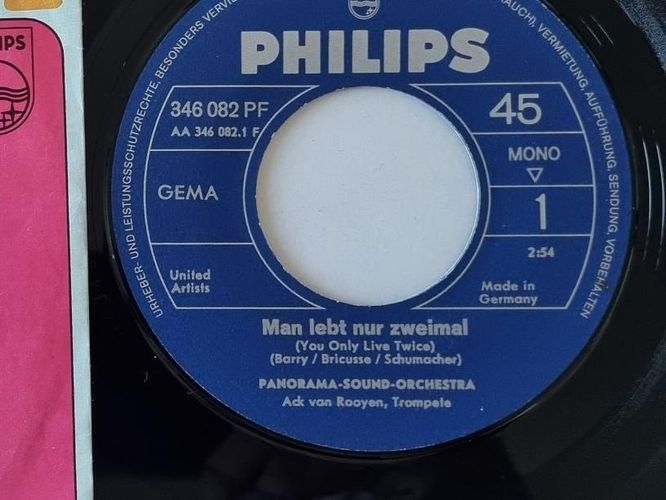 IPS
PHILIPS
346 082 PF
AA 346 082.1 F
45
MONO
1
2:54
GEMA
United
Artists
Made in
Germany
Man lebt nur zweimal
(You Only Live Twice)
(Barry / Bricusse / Schumacher)
PANORAMA-SOUND-ORCHESTRA
Ack van Rooyen, Trompete
URHEBER- UND LEISTUNGSSCHUTZRECHTE, BESONDERS
VERMIETUNG, AUFFÜHRUNG, SENDUNG, VORBEHALTEN